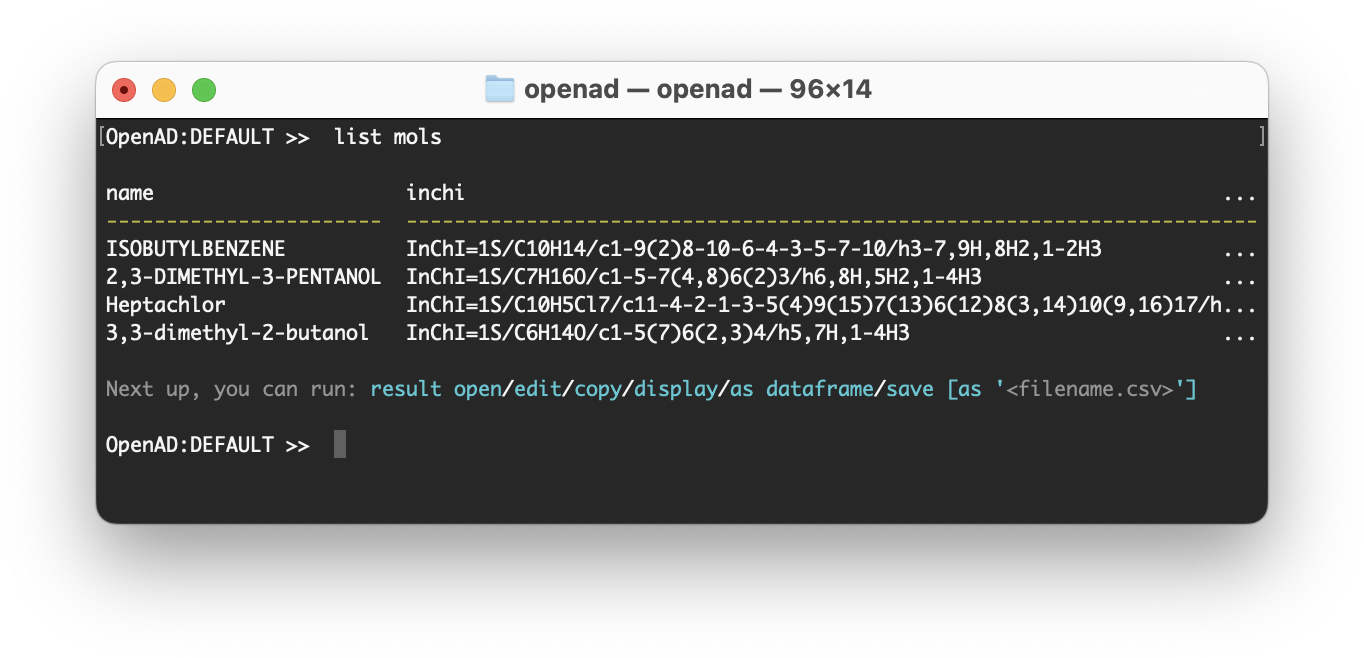 openad — openad — 96×14
[OpenAD:DEFAULT >>  list mols ]
name inchi ...
----------------------- -----------------------------------------------------------------------
ISOBUTYLBENZENE InChI=1S/C10H14/c1-9(2)8-10-6-4-3-5-7-10/h3-7,9H,8H2,1-2H3 ...
2,3-DIMETHYL-3-PENTANOL InChI=1S/C7H16O/c1-5-7(4,8)6(2)3/h6,8H,5H2,1-4H3 ...
Heptachlor InChI=1S/C10H5Cl7/c11-4-2-1-3-5(4)9(15)7(13)6(12)8(3,14)10(9,16)17/h...
3,3-dimethyl-2-butanol InChI=1S/C6H14O/c1-5(7)6(2,3)4/h5,7H,1-4H3 ...
Next up, you can run: result open/edit/copy/display/as dataframe/save [as '<filename.csv>']
OpenAD:DEFAULT >>